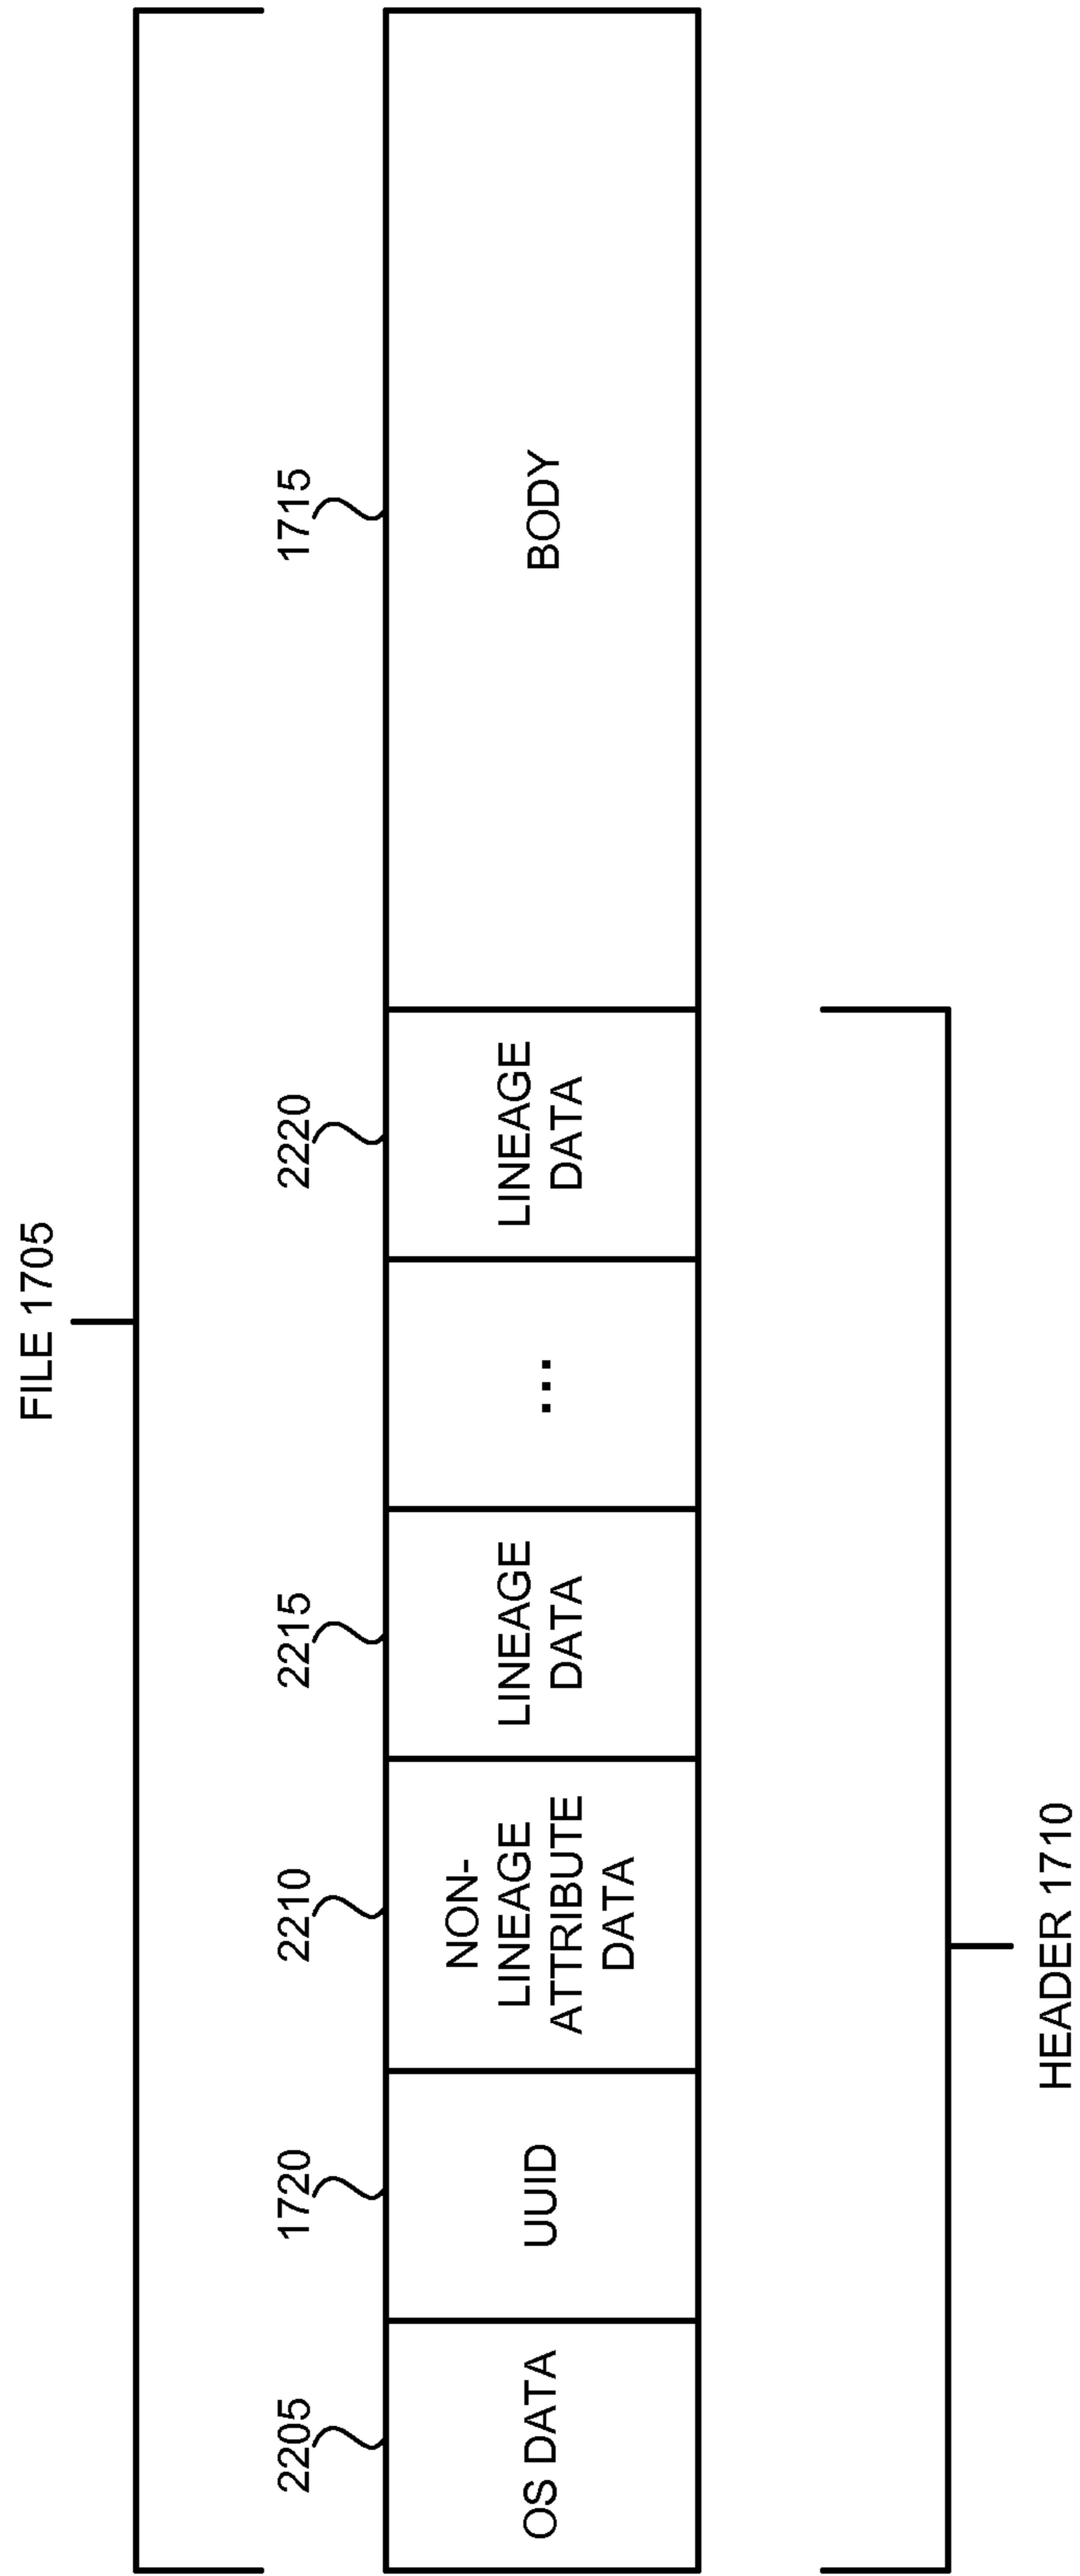 FILE 1705
2205
1720
2210
2215
2220
1715
OS DATA
UUID
NON-
LINEAGE
ATTRIBUTE
DATA
LINEAGE
DATA
...
LINEAGE
DATA
BODY
HEADER 1710